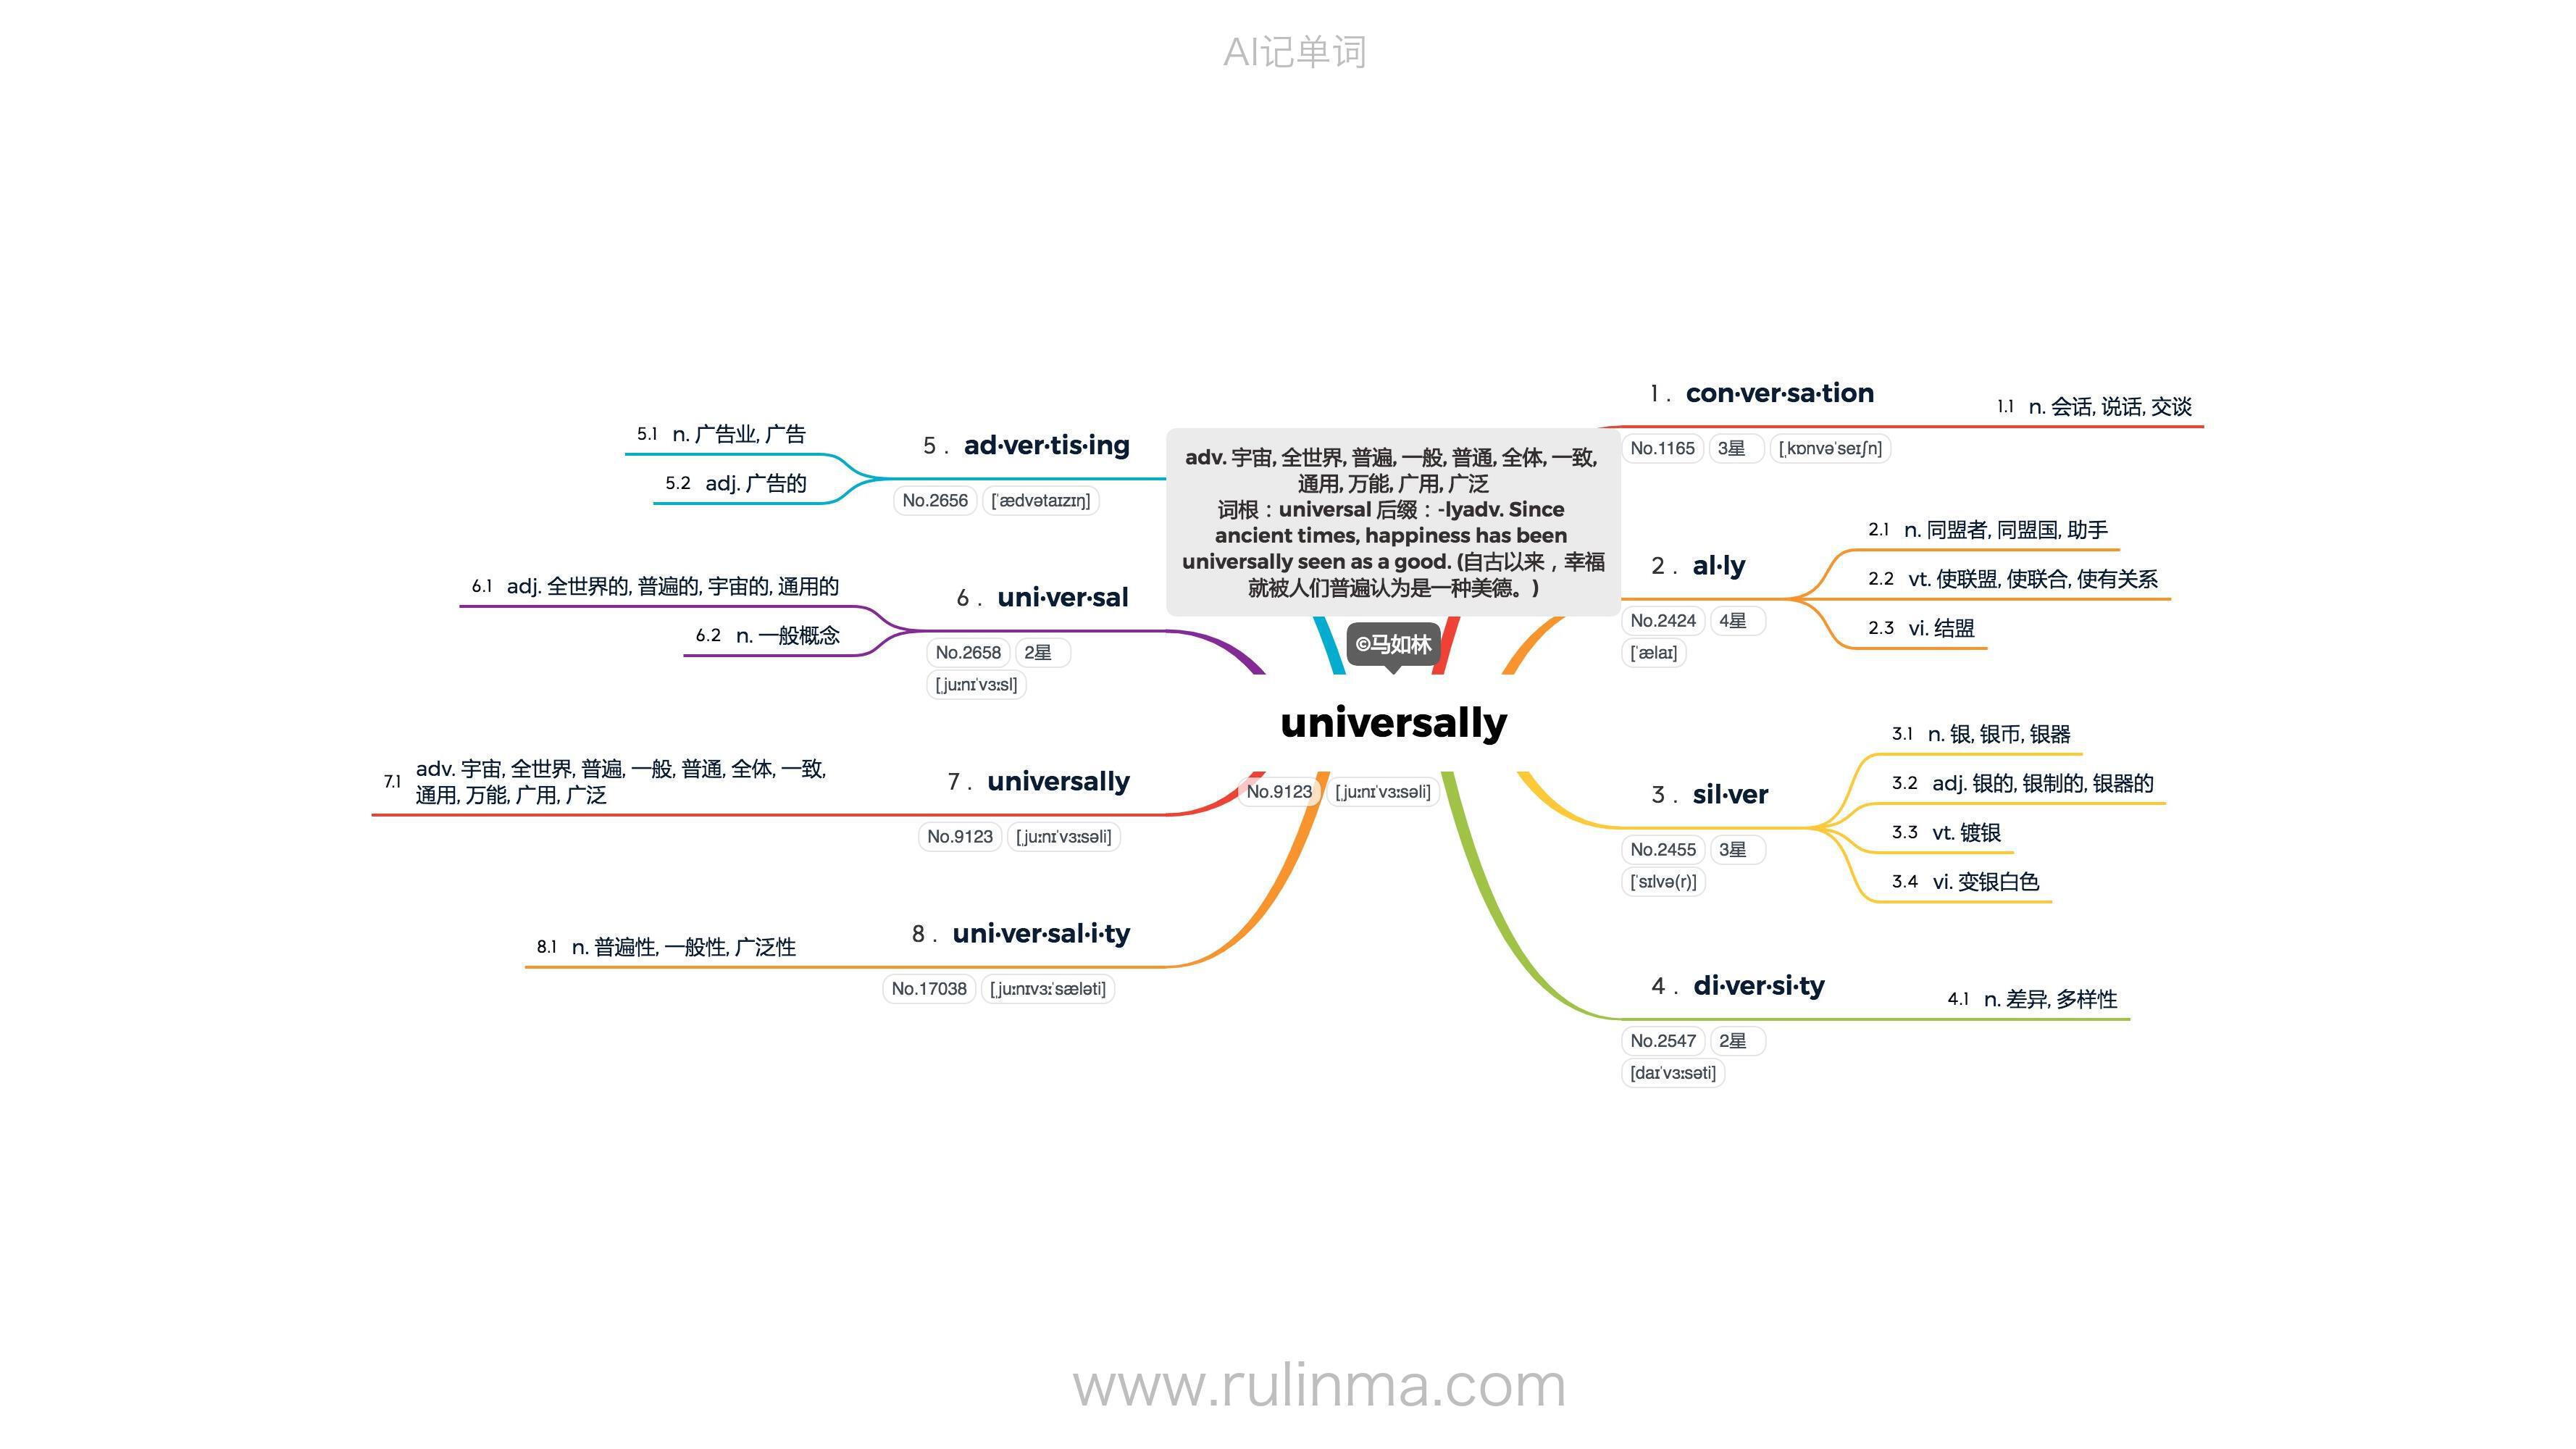 AI记单词
adv. 宇宙, 全世界, 普遍, 一般, 普通, 全体, 一致,
通用, 万能, 广用, 广泛
词根：universal 后缀：-lyadv. Since
ancient times, happiness has been
universally seen as a good. (自古以来，幸福
就被人们普遍认为是一种美德。)
©马如林
universally
No.9123 [ˌjuːnɪˈvɜːsəli]
1. con·ver·sa·tion
No.1165 3星 [ˌkɒnvəˈseɪʃn]
1.1 n. 会话, 说话, 交谈
2. al·ly
No.2424 4星
[ˈælaɪ]
2.1 n. 同盟者, 同盟国, 助手
2.2 vt. 使联盟, 使联合, 使有关系
2.3 vi. 结盟
3. sil·ver
No.2455 3星
[ˈsɪlvə(r)]
3.1 n. 银, 银币, 银器
3.2 adj. 银的, 银制的, 银器的
3.3 vt. 镀银
3.4 vi. 变银白色
4. di·ver·si·ty
No.2547 2星
[daɪˈvɜːsəti]
4.1 n. 差异, 多样性
5. ad·ver·tis·ing
No.2656 [ˈædvətaɪzɪŋ]
5.1 n. 广告业, 广告
5.2 adj. 广告的
6. uni·ver·sal
No.2658 2星
[ˌjuːnɪˈvɜːsl]
6.1 adj. 全世界的, 普遍的, 宇宙的, 通用的
6.2 n. 一般概念
7. universally
No.9123 [ˌjuːnɪˈvɜːsəli]
7.1 adv. 宇宙, 全世界, 普遍, 一般, 普通, 全体, 一致,
通用, 万能, 广用, 广泛
8. uni·ver·sal·i·ty
No.17038 [ˌjuːnɪvɜːˈsæləti]
8.1 n. 普遍性, 一般性, 广泛性
www.rulinma.com